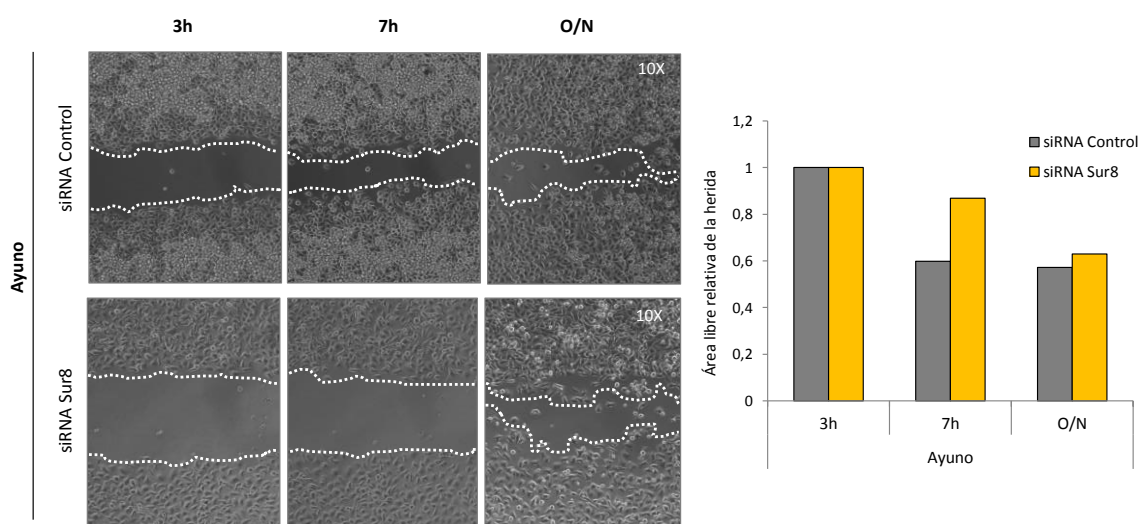 3h
7h
O/N
Ayuno
siRNA Control
10X
siRNA Sur8
10X
Área libre relativa de la herida
1,2
1
0,8
0,6
0,4
0,2
0
siRNA Control
siRNA Sur8
3h
7h
O/N
Ayuno